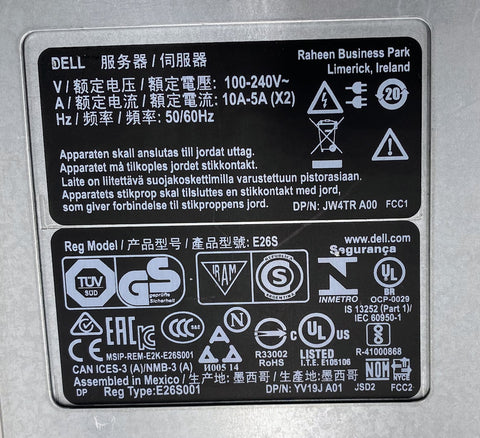 DELL 服务器 / 伺服器
Raheen Business Park
Limerick, Ireland
V / 额定电压 / 額定電壓: 100-240V~
A / 额定电流 / 額定電流: 10A-5A (X2)
Hz / 频率 / 頻率: 50/60Hz
20
Apparaten skall anslutas till jordat uttag.
Apparatet må tilkoples jordet stikkontakt.
Laite on liitettävä suojakoskettimilla varustettuun pistorasiaan.
Apparatets stikprop skal tilsluttes en stikkontakt med jord,
som giver forbindelse til stikproppens jord.
DP/N: JW4TR A00 FCC1
Reg Model / 产品型号 / 產品型號: E26S
www.dell.com
Segurança
TÜV
SÜD
GS
geprüfte
Sicherheit
IRAM
S
INMETRO
UL
BR
OCP-0029
IS 13252 (Part 1)/
IEC 60950-1
EAC
MSIP-REM-E2K-E26S001
CCC
N
И005 14
R33002
RoHS
C UL US
LISTED
I.T.E. E105106
R-41000868
NOM
NYCE
CAN ICES-3 (A)/NMB-3 (A)
Assembled in Mexico / 生产地: 墨西哥 / 生產地: 墨西哥
DP Reg Type: E26S001
DP/N: YV19J A01 JSD2 FCC2